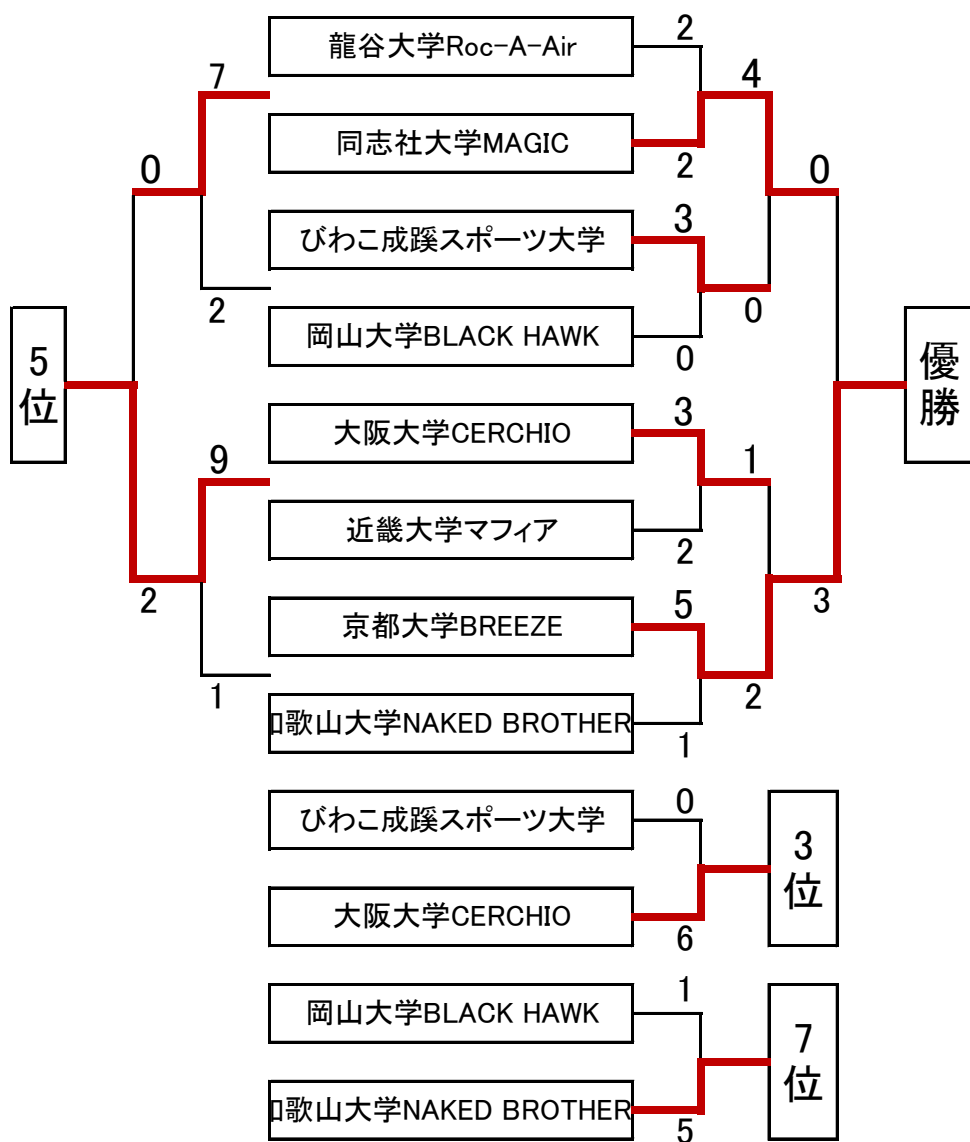 龍谷大学Roc-A-Air
2
7
4
同志社大学MAGIC
2
0
0
びわこ成蹊スポーツ大学
3
2
0
岡山大学BLACK HAWK
0
5位
優勝
大阪大学CERCHIO
3
9
1
近畿大学マフィア
2
2
3
京都大学BREEZE
5
1
2
歌山大学NAKED BROTHER
1
びわこ成蹊スポーツ大学
0
3位
大阪大学CERCHIO
6
岡山大学BLACK HAWK
1
7位
歌山大学NAKED BROTHER
5